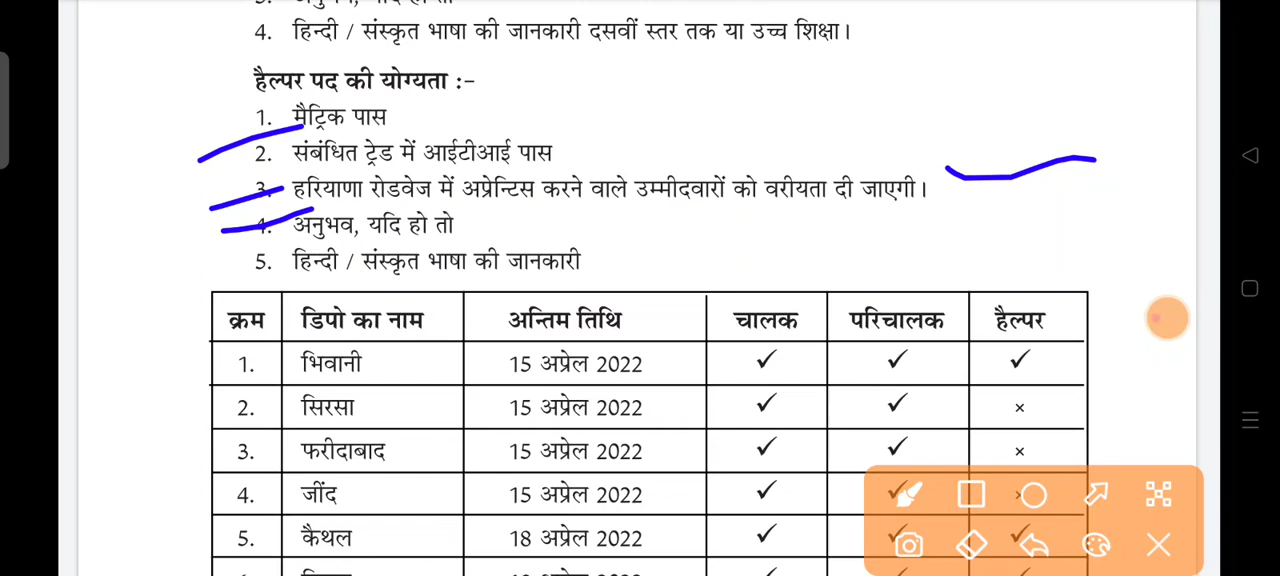 4. हिन्दी / संस्कृत भाषा की जानकारी दसवीं स्तर तक या उच्च शिक्षा।
हैल्पर पद की योग्यता :-
1. मैट्रिक पास
2. संबंधित ट्रेड में आईटीआई पास
3. हरियाणा रोडवेज में अप्रेन्टिस करने वाले उम्मीदवारों को वरीयता दी जाएगी।
4. अनुभव, यदि हो तो
5. हिन्दी / संस्कृत भाषा की जानकारी
क्रम डिपो का नाम अन्तिम तिथि चालक परिचालक हैल्पर
1. भिवानी 15 अप्रेल 2022 ✓ ✓ ✓
2. सिरसा 15 अप्रेल 2022 ✓ ✓ ×
3. फरीदाबाद 15 अप्रेल 2022 ✓ ✓ ×
4. जींद 15 अप्रेल 2022 ✓ ✓
5. कैथल 18 अप्रेल 2022 ✓ ✓ ✓